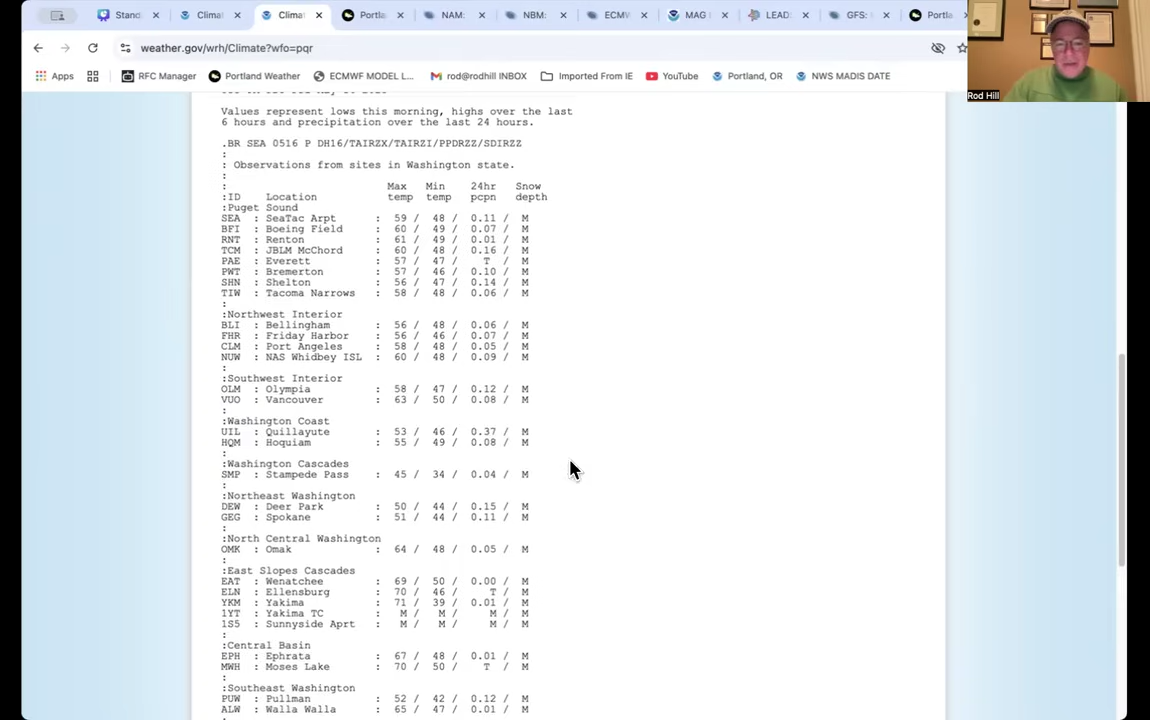 Stand
Climat
Climat
Portla
NAM:
NBM:
ECMW
MAG
LEAD:
GFS:
Portla
weather.gov/wrh/Climate?wfo=pqr
Apps
RFC Manager
Portland Weather
ECMWF MODEL L...
rod@rodhill INBOX
Imported From IE
YouTube
Portland, OR
NWS MADIS DATE
Rod Hill
Values represent lows this morning, highs over the last
6 hours and precipitation over the last 24 hours.
.BR SEA 0516 P DH16/TAIRZX/TAIRZI/PPDRZZ/SDIRZZ
:
: Observations from sites in Washington state.
:
: Max Min 24hr Snow
:ID Location temp temp pcpn depth
:Puget Sound
SEA : SeaTac Arpt : 59 / 48 / 0.11 / M
BFI : Boeing Field : 60 / 49 / 0.07 / M
RNT : Renton : 61 / 49 / 0.01 / M
TCM : JBLM McChord : 60 / 48 / 0.16 / M
PAE : Everett : 57 / 47 / T / M
PWT : Bremerton : 57 / 46 / 0.10 / M
SHN : Shelton : 56 / 47 / 0.14 / M
TIW : Tacoma Narrows : 58 / 48 / 0.06 / M
:
:Northwest Interior
BLI : Bellingham : 56 / 48 / 0.06 / M
FHR : Friday Harbor : 56 / 46 / 0.07 / M
CLM : Port Angeles : 58 / 48 / 0.05 / M
NUW : NAS Whidbey ISL : 60 / 48 / 0.09 / M
:
:Southwest Interior
OLM : Olympia : 58 / 47 / 0.12 / M
VUO : Vancouver : 63 / 50 / 0.08 / M
:
:Washington Coast
UIL : Quillayute : 53 / 46 / 0.37 / M
HQM : Hoquiam : 55 / 49 / 0.08 / M
:
:Washington Cascades
SMP : Stampede Pass : 45 / 34 / 0.04 / M
:
:Northeast Washington
DEW : Deer Park : 50 / 44 / 0.15 / M
GEG : Spokane : 51 / 44 / 0.11 / M
:
:North Central Washington
OMK : Omak : 64 / 48 / 0.05 / M
:
:East Slopes Cascades
EAT : Wenatchee : 69 / 50 / 0.00 / M
ELN : Ellensburg : 70 / 46 / T / M
YKM : Yakima : 71 / 39 / 0.01 / M
1YT : Yakima TC : M / M / M / M
1S5 : Sunnyside Aprt : M / M / M / M
:
:Central Basin
EPH : Ephrata : 67 / 48 / 0.01 / M
MWH : Moses Lake : 70 / 50 / T / M
:
:Southeast Washington
PUW : Pullman : 52 / 42 / 0.12 / M
ALW : Walla Walla : 65 / 47 / 0.01 / M
: